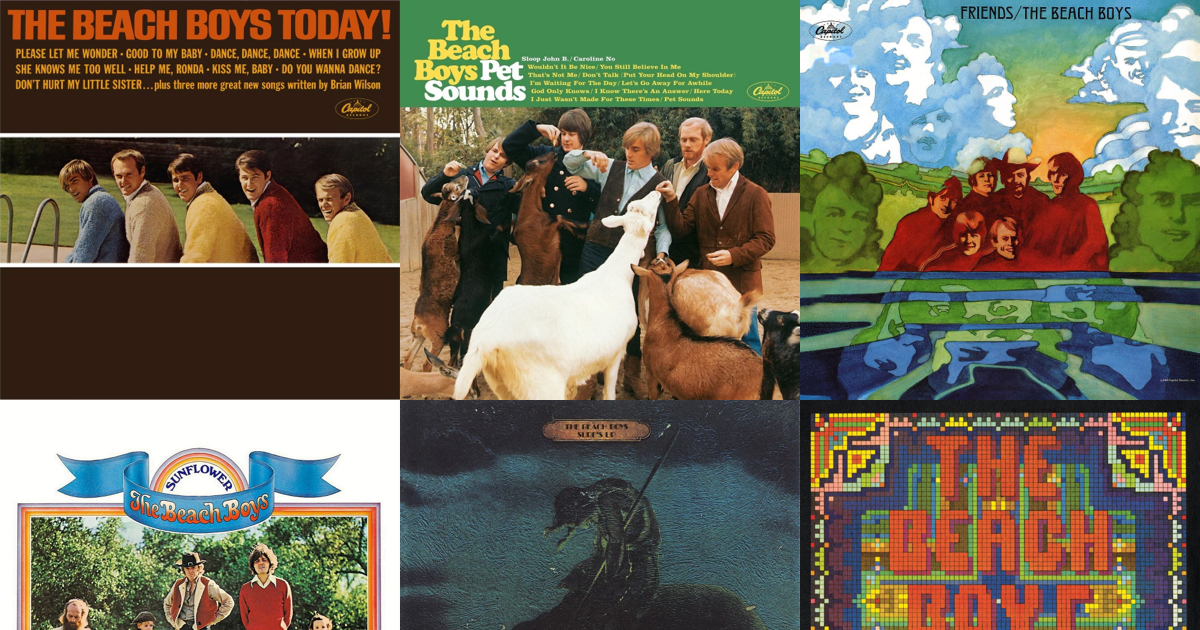 THE BEACH BOYS TODAY!
PLEASE LET ME WONDER • GOOD TO MY BABY • DANCE, DANCE, DANCE • WHEN I GROW UP
SHE KNOWS ME TOO WELL • HELP ME, RONDA • KISS ME, BABY • DO YOU WANNA DANCE?
DON'T HURT MY LITTLE SISTER...plus three more great new songs written by Brian Wilson
Capitol
The
Beach
Boys Pet
Sounds
Sloop John B. / Caroline No
Wouldn't It Be Nice / You Still Believe In Me
That's Not Me / Don't Talk (Put Your Head On My Shoulder)
I'm Waiting For The Day / Let's Go Away For Awhile
God Only Knows / I Know There's An Answer / Here Today
I Just Wasn't Made For These Times / Pet Sounds
Capitol
FRIENDS/THE BEACH BOYS
Capitol
SUNFLOWER
The Beach Boys
THE BEACH BOYS
SURF'S UP
THE
BEACH
BOYS